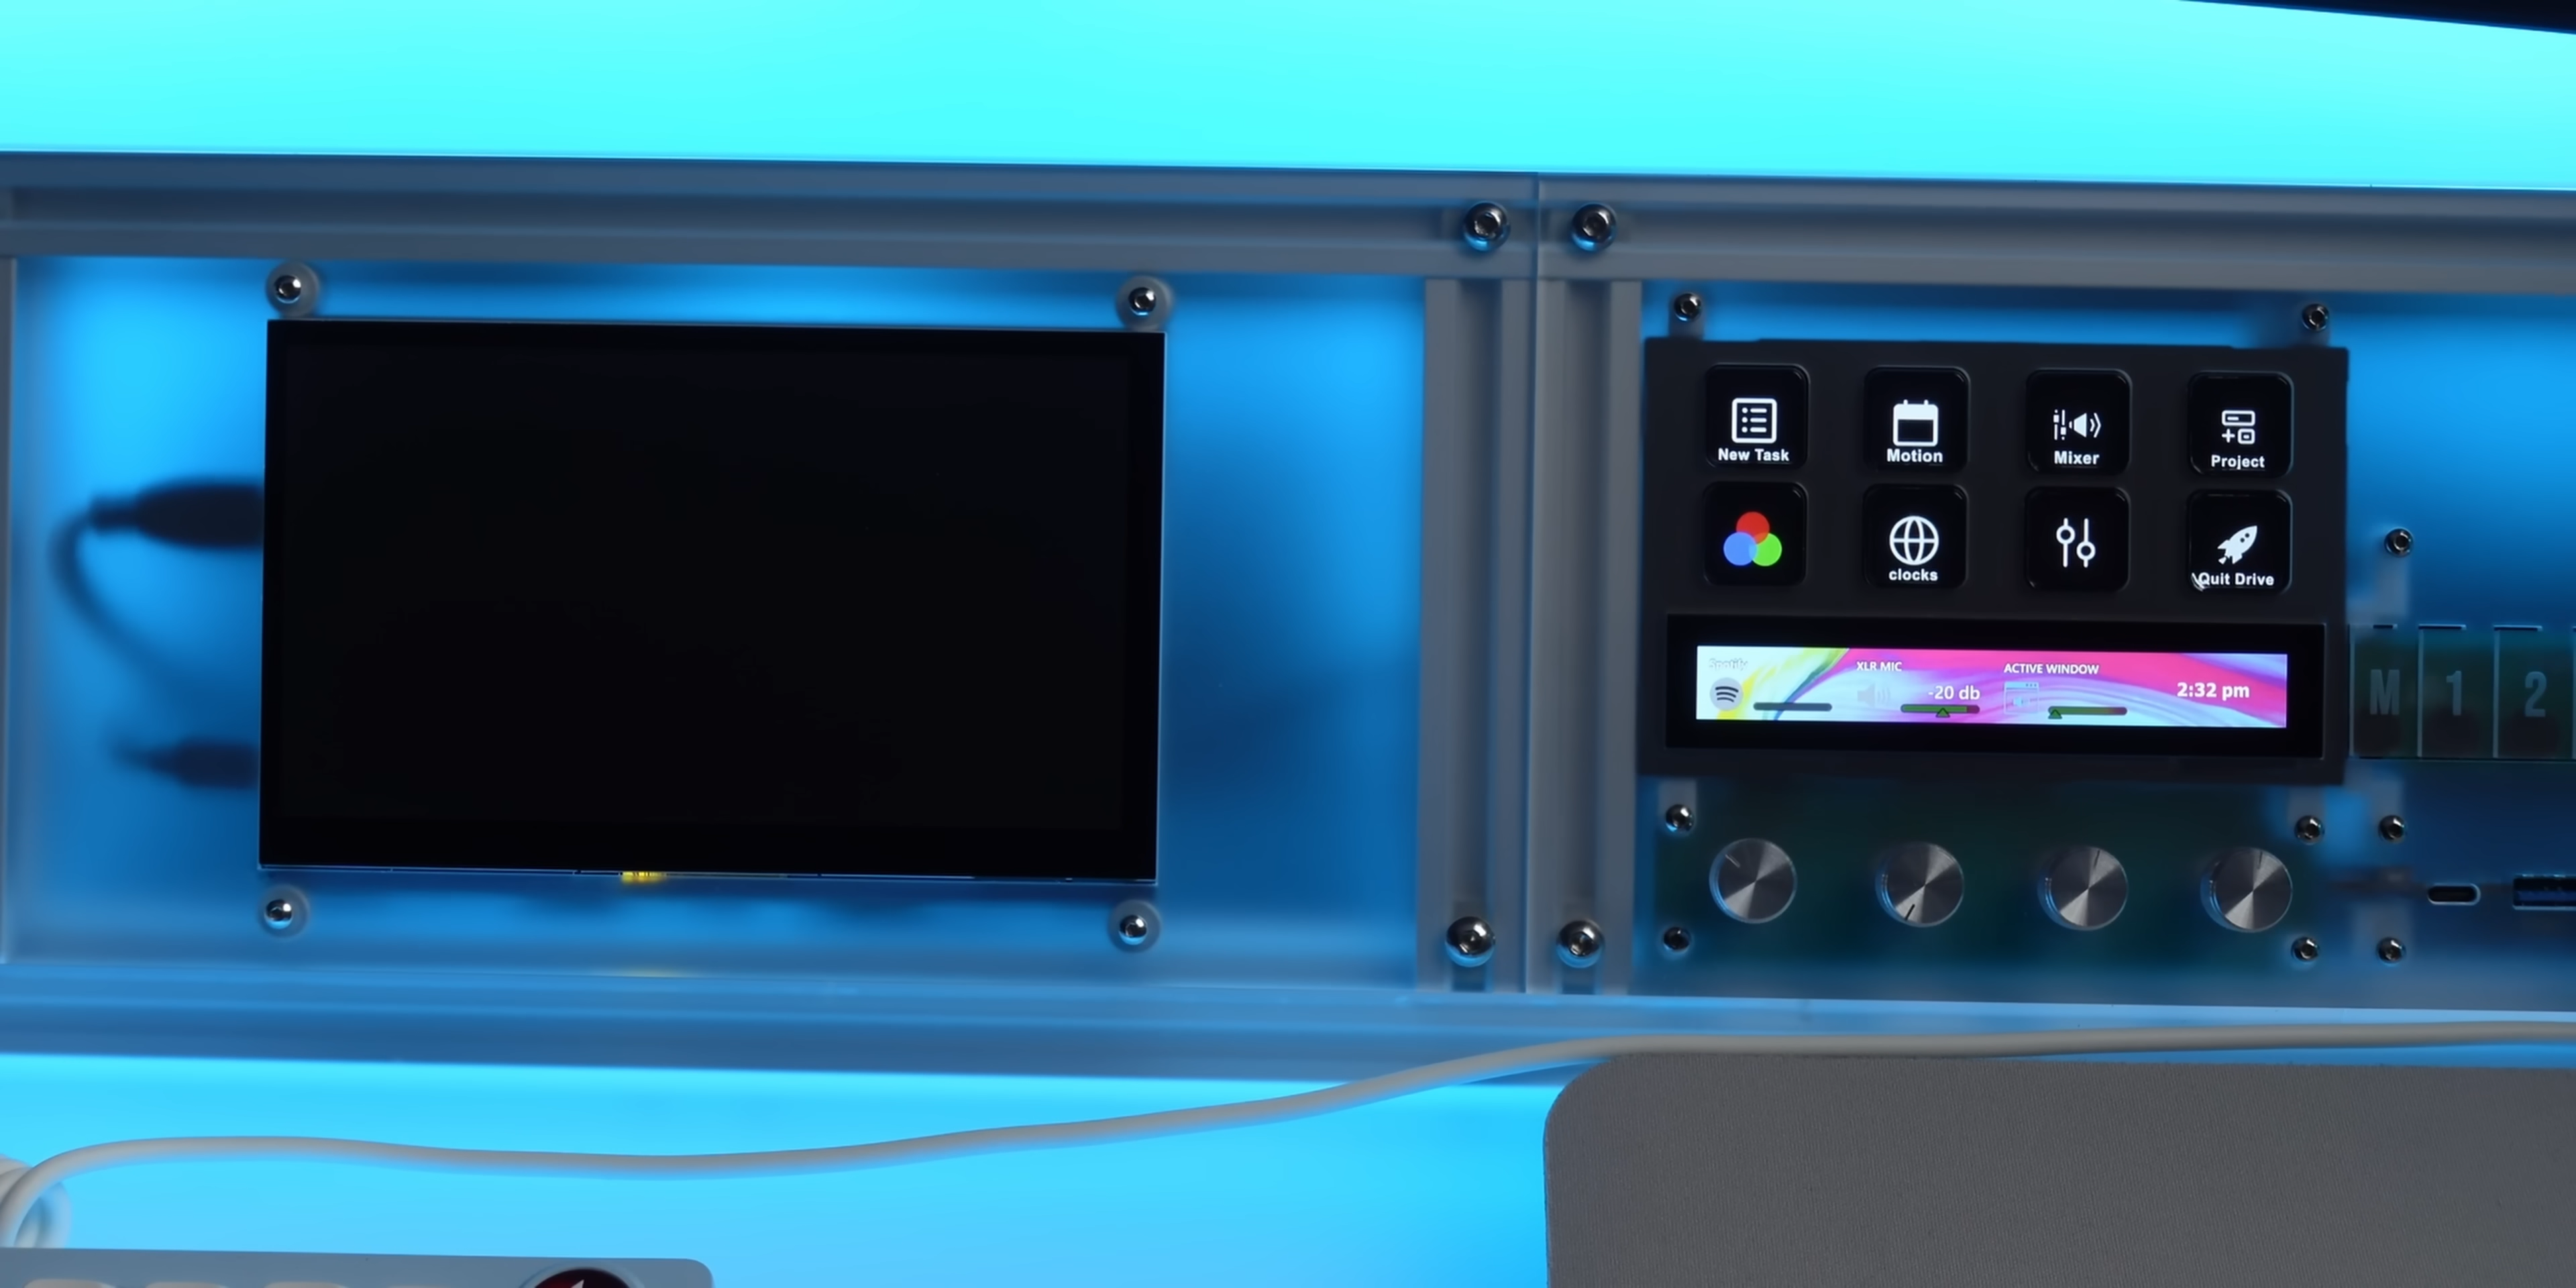 New Task
Motion
Mixer
Project
clocks
Quit Drive
Spotify
XLR MIC
-20 db
ACTIVE WINDOW
2:32 pm
M 1 2